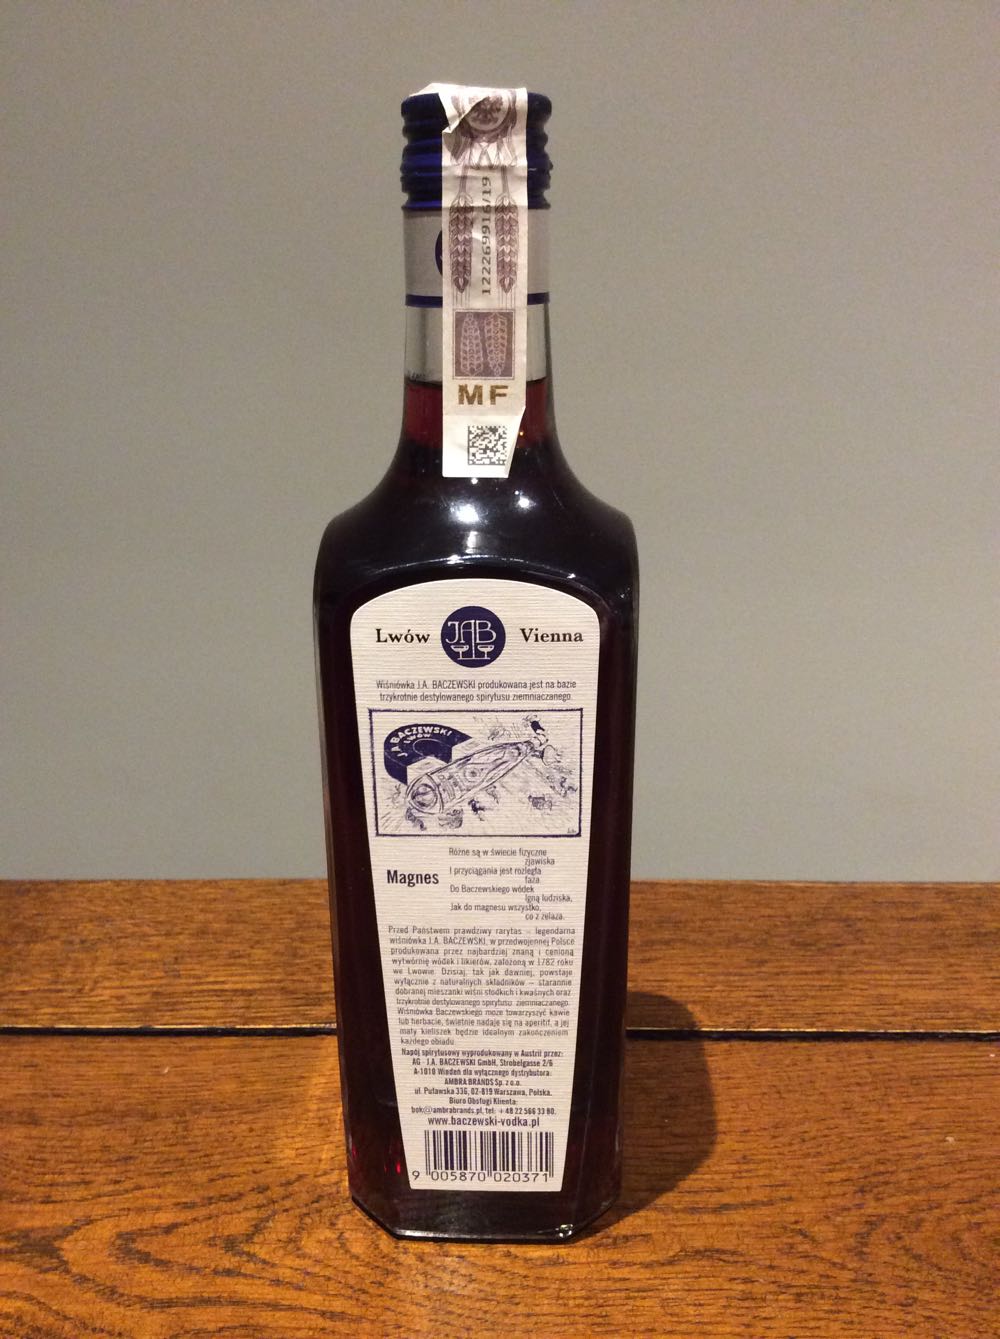 122269916/19
MF
Lwów JAB Vienna
Wiśniówka J.A. BACZEWSKI produkowana jest na bazie
trzykrotnie destylowanego spirytusu ziemniaczanego.
J.A. BACZEWSKI
LWÓW
Różne są w świecie fizyczne
zjawiska
I przyciągania jest rozległa
faza
Magnes
Do Baczewskiego wódek
lgną ludziska,
Jak do magnesu wszystko,
co z żelaza.
Przed Państwem prawdziwy rarytas – legendarna
wiśniówka J.A. BACZEWSKI, w przedwojennej Polsce
produkowana przez najbardziej znaną i cenioną
wytwórnię wódek i likierów, założoną w 1782 roku
we Lwowie. Dzisiaj, tak jak dawniej, powstaje
wyłącznie z naturalnych składników – starannie
dobranej mieszanki wiśni słodkich i kwaśnych oraz
trzykrotnie destylowanego spirytusu ziemniaczanego.
Wiśniówka Baczewskiego może towarzyszyć kawie
lub herbacie, świetnie nadaje się na aperitif, a jej
mały kieliszek będzie idealnym zakończeniem
każdego obiadu.
Napój spirytusowy wyprodukowany w Austrii przez:
AG - J.A. BACZEWSKI GmbH, Strobelgasse 2/6
A-1010 Wiedeń dla wyłącznego dystrybutora:
AMBRA BRANDS Sp. z o.o.
ul. Puławska 336, 02-819 Warszawa, Polska.
Biuro Obsługi Klienta:
bok@ambrabrands.pl, tel: + 48 22 566 33 80.
www.baczewski-vodka.pl
9 005870 020371